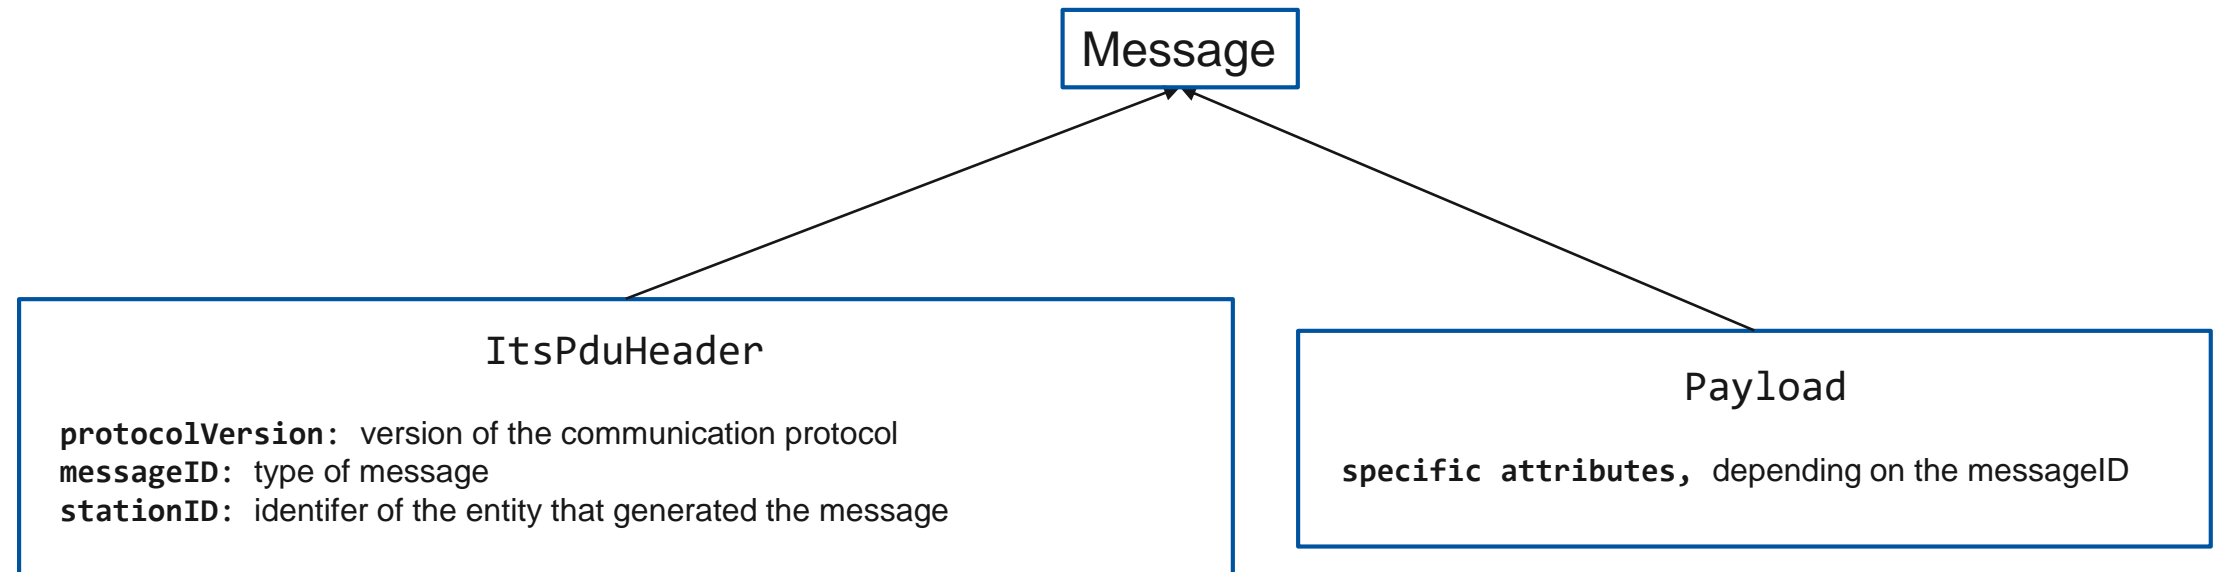 Message
ItsPduHeader
protocolVersion: version of the communication protocol
messageID: type of message
stationID: identifer of the entity that generated the message
Payload
specific attributes, depending on the messageID